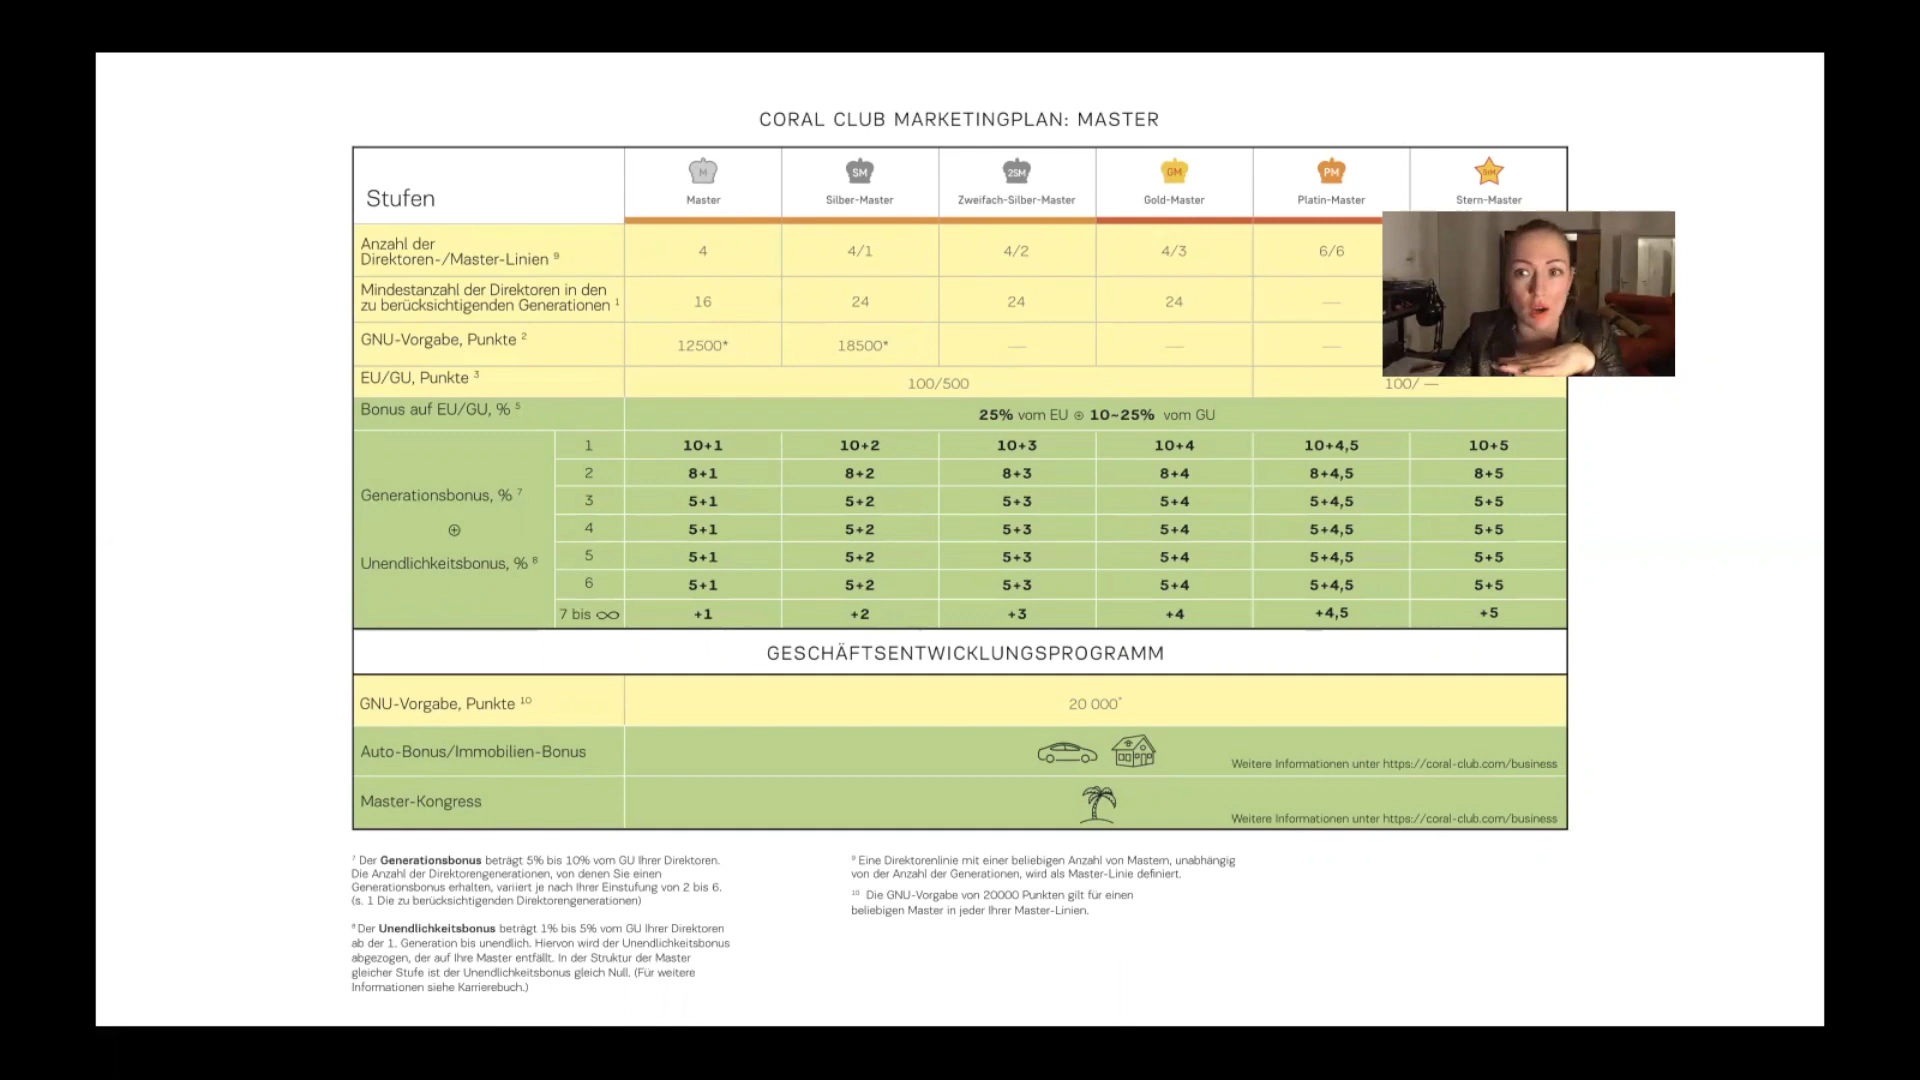 CORAL CLUB MARKETINGPLAN: MASTER
Stufen
M
SM
2SM
GM
PM
StM
Master
Silber-Master
Zweifach-Silber-Master
Gold-Master
Platin-Master
Stern-Master
Anzahl der
Direktoren-/Master-Linien ⁹
4
4/1
4/2
4/3
6/6
Mindestanzahl der Direktoren in den
zu berücksichtigenden Generationen ¹
16
24
24
24
—
GNU-Vorgabe, Punkte ²
12500*
18500*
—
—
—
EU/GU, Punkte ³
100/500
100/ —
Bonus auf EU/GU, % ⁵
25% vom EU ⊕ 10~25% vom GU
Generationsbonus, % ⁷
⊕
Unendlichkeitsbonus, % ⁸
1 10+1 10+2 10+3 10+4 10+4,5 10+5
2 8+1 8+2 8+3 8+4 8+4,5 8+5
3 5+1 5+2 5+3 5+4 5+4,5 5+5
4 5+1 5+2 5+3 5+4 5+4,5 5+5
5 5+1 5+2 5+3 5+4 5+4,5 5+5
6 5+1 5+2 5+3 5+4 5+4,5 5+5
7 bis ∞ +1 +2 +3 +4 +4,5 +5
GESCHÄFTSENTWICKLUNGSPROGRAMM
GNU-Vorgabe, Punkte ¹⁰
20 000*
Auto-Bonus/Immobilien-Bonus
Weitere Informationen unter https://coral-club.com/business
Master-Kongress
Weitere Informationen unter https://coral-club.com/business
⁷ Der Generationsbonus beträgt 5% bis 10% vom GU Ihrer Direktoren.
Die Anzahl der Direktorengenerationen, von denen Sie einen
Generationsbonus erhalten, variiert je nach Ihrer Einstufung von 2 bis 6.
(s. 1 Die zu berücksichtigenden Direktorengenerationen)
⁸ Der Unendlichkeitsbonus beträgt 1% bis 5% vom GU Ihrer Direktoren
ab der 1. Generation bis unendlich. Hiervon wird der Unendlichkeitsbonus
abgezogen, der auf Ihre Master entfällt. In der Struktur der Master
gleicher Stufe ist der Unendlichkeitsbonus gleich Null. (Für weitere
Informationen siehe Karrierebuch.)
⁹ Eine Direktorenlinie mit einer beliebigen Anzahl von Mastern, unabhängig
von der Anzahl der Generationen, wird als Master-Linie definiert.
¹⁰ Die GNU-Vorgabe von 20000 Punkten gilt für einen
beliebigen Master in jeder Ihrer Master-Linien.